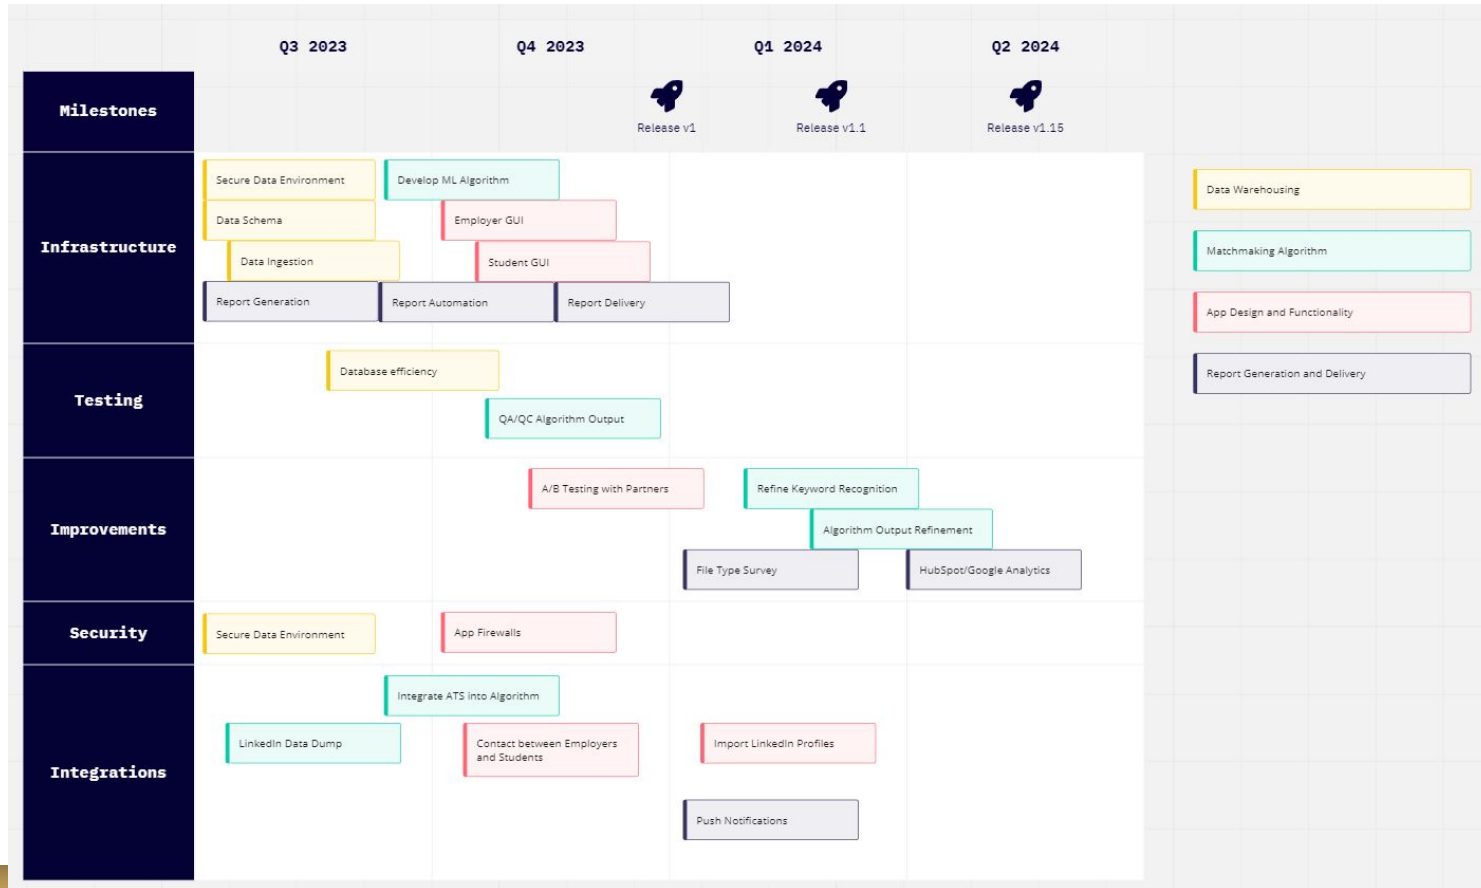 Q3 2023
Q4 2023
Q1 2024
Q2 2024
Milestones
Release v1
Release v1.1
Release v1.15
Infrastructure
Secure Data Environment
Develop ML Algorithm
Data Schema
Employer GUI
Data Ingestion
Student GUI
Report Generation
Report Automation
Report Delivery
Testing
Database efficiency
QA/QC Algorithm Output
Improvements
A/B Testing with Partners
Refine Keyword Recognition
Algorithm Output Refinement
File Type Survey
HubSpot/Google Analytics
Security
Secure Data Environment
App Firewalls
Integrations
Integrate ATS into Algorithm
LinkedIn Data Dump
Contact between Employers
and Students
Import LinkedIn Profiles
Push Notifications
Data Warehousing
Matchmaking Algorithm
App Design and Functionality
Report Generation and Delivery